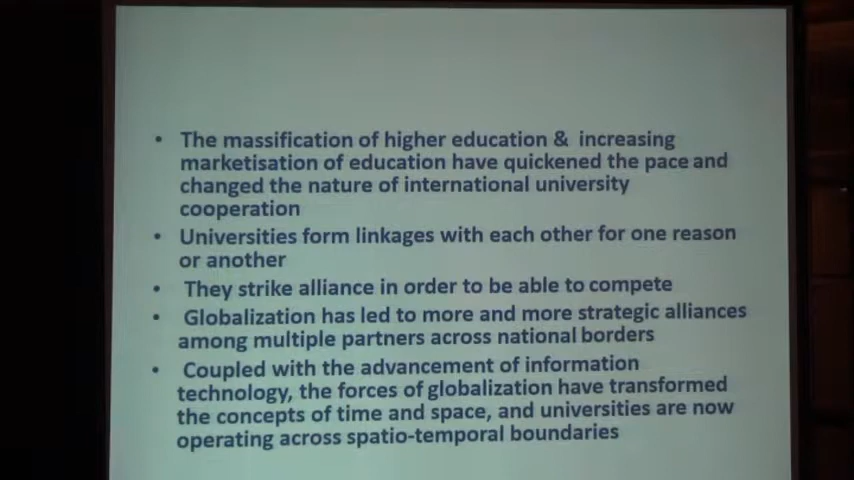 • The massification of higher education & increasing
marketisation of education have quickened the pace and
changed the nature of international university
cooperation
• Universities form linkages with each other for one reason
or another
• They strike alliance in order to be able to compete
• Globalization has led to more and more strategic alliances
among multiple partners across national borders
• Coupled with the advancement of information
technology, the forces of globalization have transformed
the concepts of time and space, and universities are now
operating across spatio-temporal boundaries